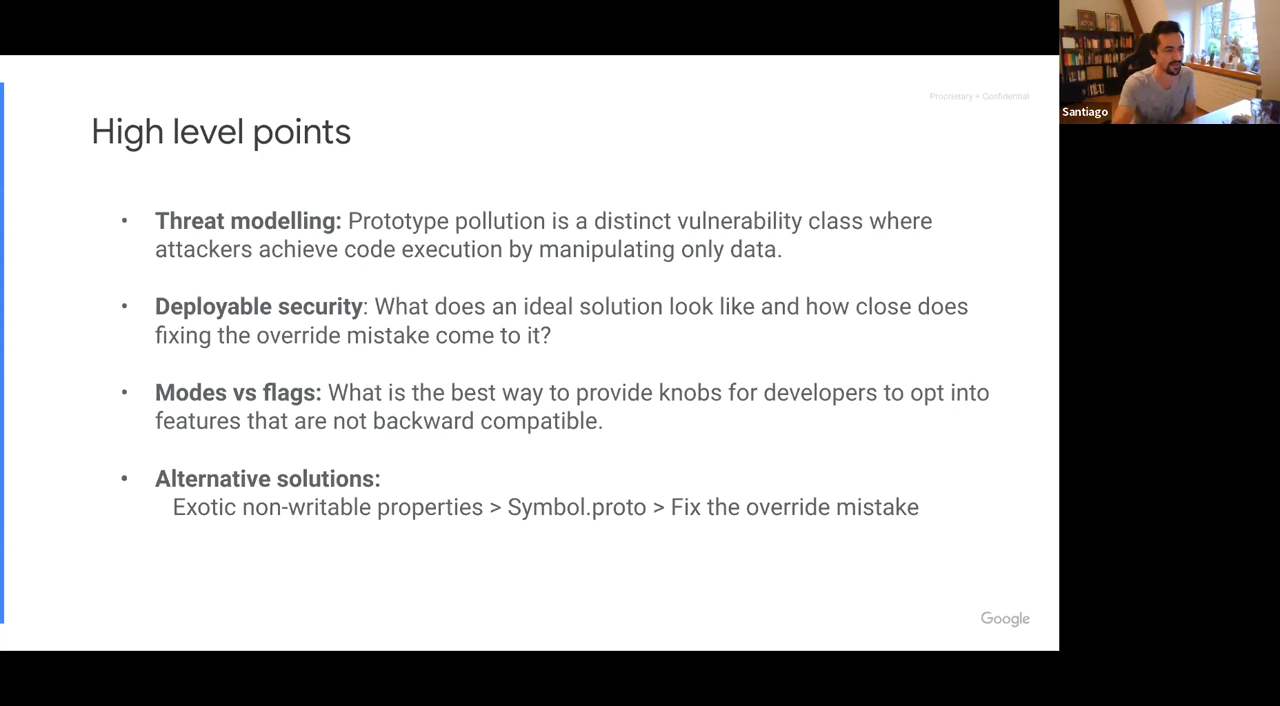 Proprietary + Confidential
High level points
• Threat modelling: Prototype pollution is a distinct vulnerability class where
attackers achieve code execution by manipulating only data.
• Deployable security: What does an ideal solution look like and how close does
fixing the override mistake come to it?
• Modes vs flags: What is the best way to provide knobs for developers to opt into
features that are not backward compatible.
• Alternative solutions:
Exotic non-writable properties > Symbol.proto > Fix the override mistake
Google
Santiago